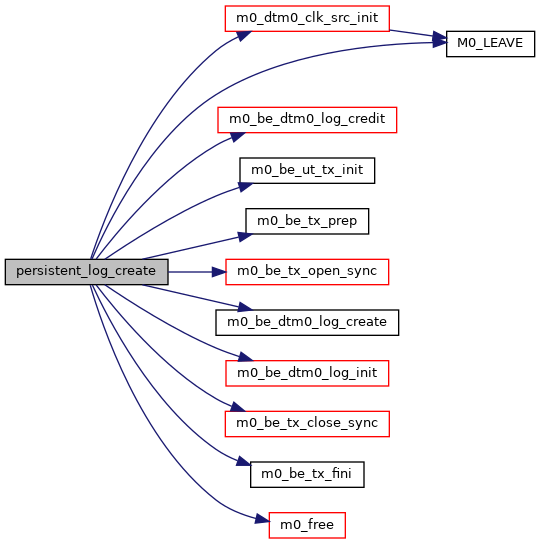 m0_dtm0_clk_src_init
M0_LEAVE
m0_be_dtm0_log_credit
m0_be_ut_tx_init
m0_be_tx_prep
persistent_log_create
m0_be_tx_open_sync
m0_be_dtm0_log_create
m0_be_dtm0_log_init
m0_be_tx_close_sync
m0_be_tx_fini
m0_free